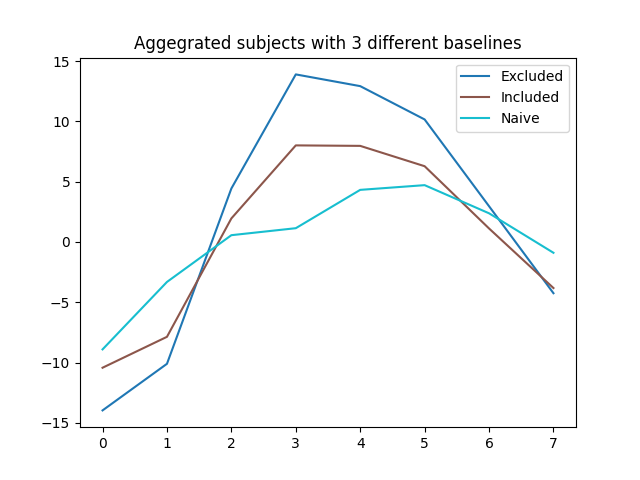 Aggegrated subjects with 3 different baselines
15
10
5
0
−5
−10
−15
0 1 2 3 4 5 6 7
Excluded
Included
Naive